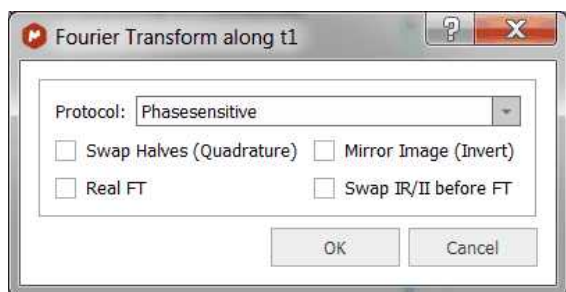 Fourier Transform along t1
Protocol: Phasesensitive
Swap Halves (Quadrature) Mirror Image (Invert)
Real FT Swap IR/II before FT
OK Cancel